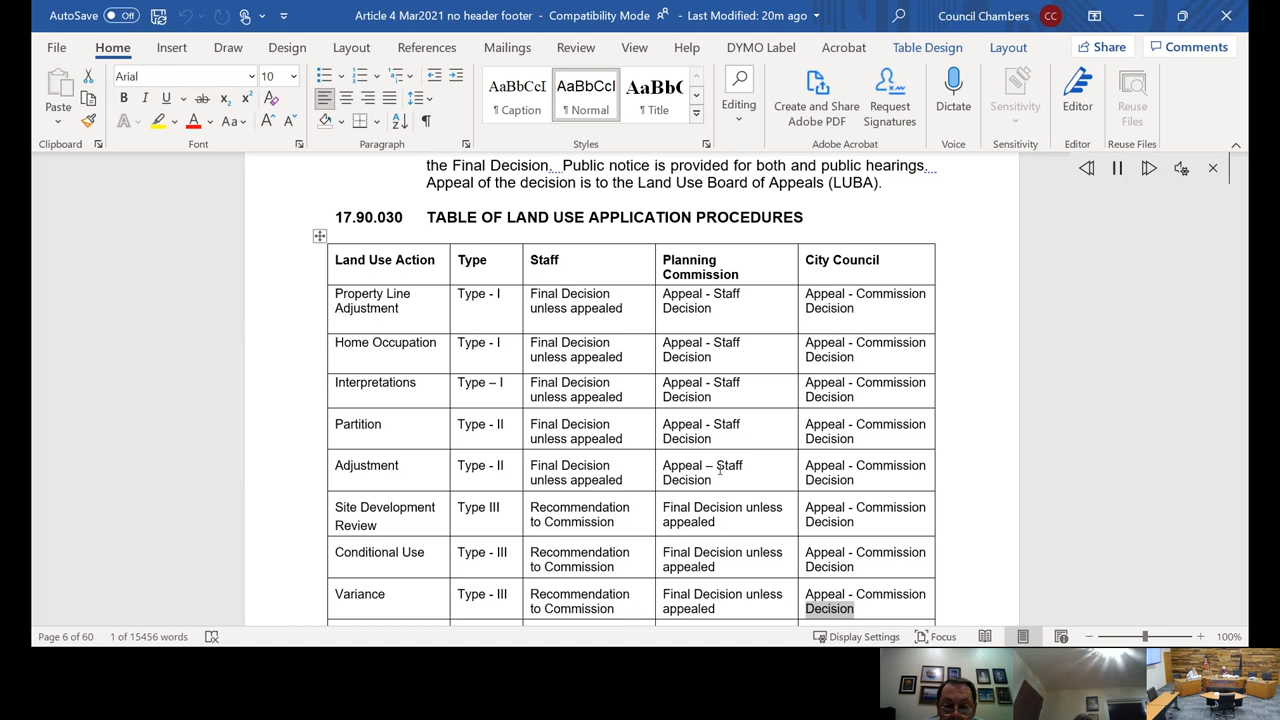 AutoSave Off Article 4 Mar2021 no header footer - Compatibility Mode - Last Modified: 20m ago Council Chambers CC
File Home Insert Draw Design Layout References Mailings Review View Help DYMO Label Acrobat Table Design Layout Share Comments
Arial 10
Paste
B I U ab x₂ x²
A A Aa A A
AaBbCcI AaBbCcI AaBbC
Caption Normal Title
Editing
Create and Share Adobe PDF
Request Signatures
Dictate
Sensitivity
Editor
Reuse Files
Clipboard Font Paragraph Styles Adobe Acrobat Voice Sensitivity Editor Reuse Files
the Final Decision. Public notice is provided for both and public hearings.
Appeal of the decision is to the Land Use Board of Appeals (LUBA).
17.90.030 TABLE OF LAND USE APPLICATION PROCEDURES
Land Use Action Type Staff Planning Commission City Council
Property Line Adjustment Type - I Final Decision unless appealed Appeal - Staff Decision Appeal - Commission Decision
Home Occupation Type - I Final Decision unless appealed Appeal - Staff Decision Appeal - Commission Decision
Interpretations Type – I Final Decision unless appealed Appeal - Staff Decision Appeal - Commission Decision
Partition Type - II Final Decision unless appealed Appeal - Staff Decision Appeal - Commission Decision
Adjustment Type - II Final Decision unless appealed Appeal – Staff Decision Appeal - Commission Decision
Site Development Review Type III Recommendation to Commission Final Decision unless appealed Appeal - Commission Decision
Conditional Use Type - III Recommendation to Commission Final Decision unless appealed Appeal - Commission Decision
Variance Type - III Recommendation to Commission Final Decision unless appealed Appeal - Commission Decision
Page 6 of 60 1 of 15456 words Display Settings Focus 100%